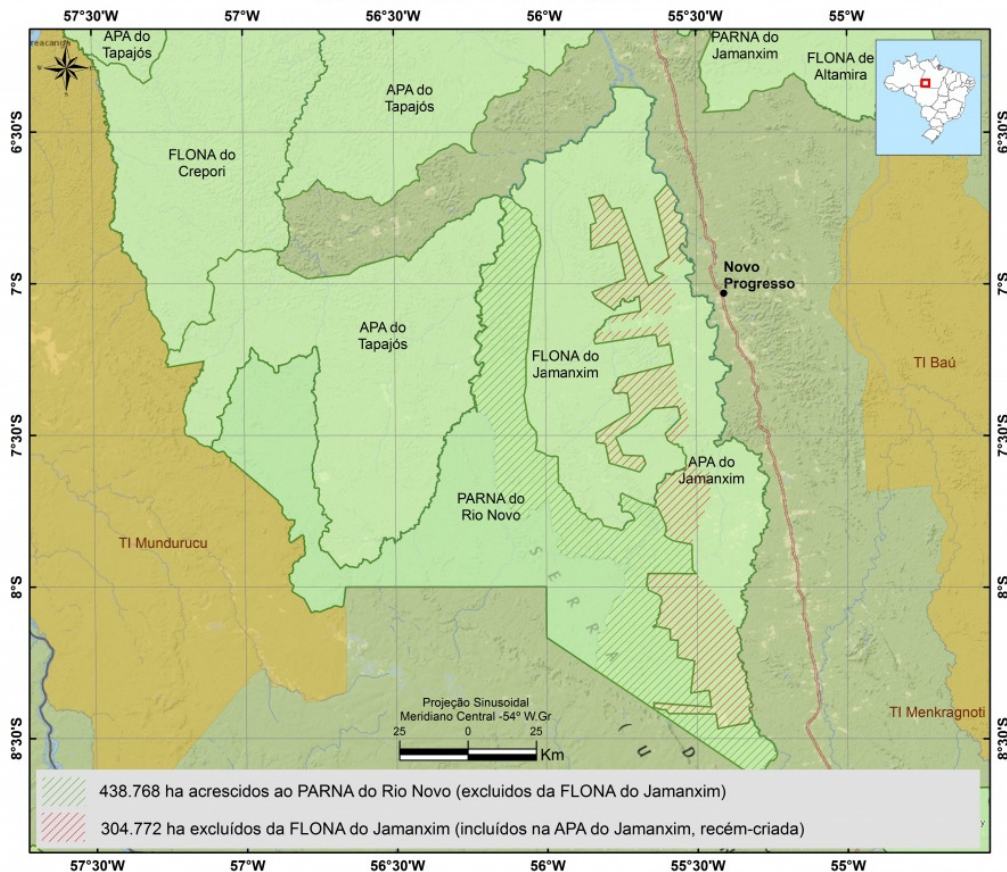 57°30'W
57°W
56°30'W
56°W
55°30'W
55°W
APA do
Tapajós
APA do
Tapajós
PARNA do
Jamanxim
FLONA de
Altamira
6°30'S
6°30'S
FLONA do
Crepori
7°S
7°S
Novo
Progresso
APA do
Tapajós
FLONA do
Jamanxim
TI Baú
7°30'S
7°30'S
APA do
Jamanxim
PARNA do
Rio Novo
TI Mundurucu
8°S
8°S
S E R R A
Projeção Sinusoidal
Meridiano Central -54º W.Gr
25 0 25
Km
TI Menkragnoti
8°30'S
8°30'S
438.768 ha acrescidos ao PARNA do Rio Novo (excluidos da FLONA do Jamanxim)
304.772 ha excluídos da FLONA do Jamanxim (incluídos na APA do Jamanxim, recém-criada)
57°30'W
57°W
56°30'W
56°W
55°30'W
55°W